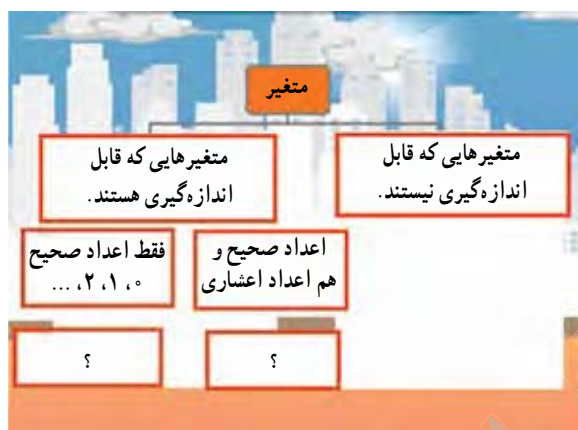 متغیر
متغیرهایی که قابل
اندازه‌گیری نیستند.
متغیرهایی که قابل
اندازه‌گیری هستند.
اعداد صحیح و
هم اعداد اعشاری
فقط اعداد صحیح
۰، ۱، ۲، ...
؟
؟